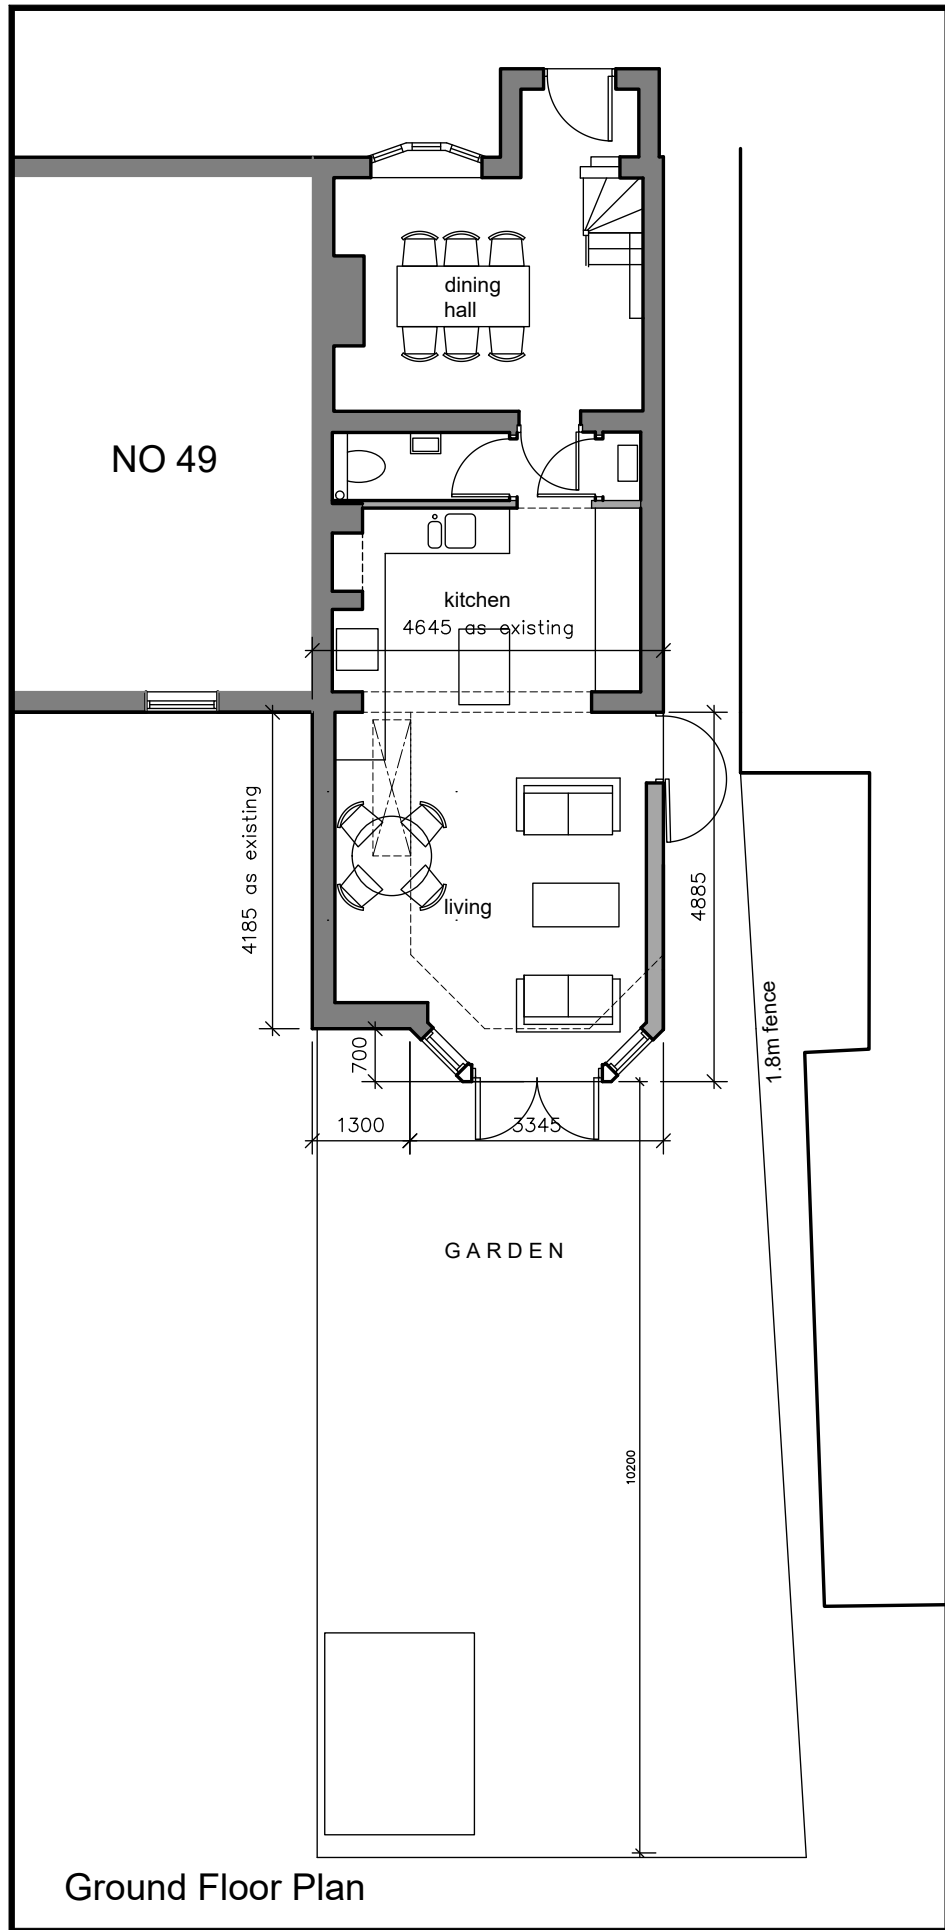 dining
hall
NO 49
kitchen
4645 as existing
4185 as existing
4885
living
1.8m fence
700
1300
3345
GARDEN
10200
Ground Floor Plan